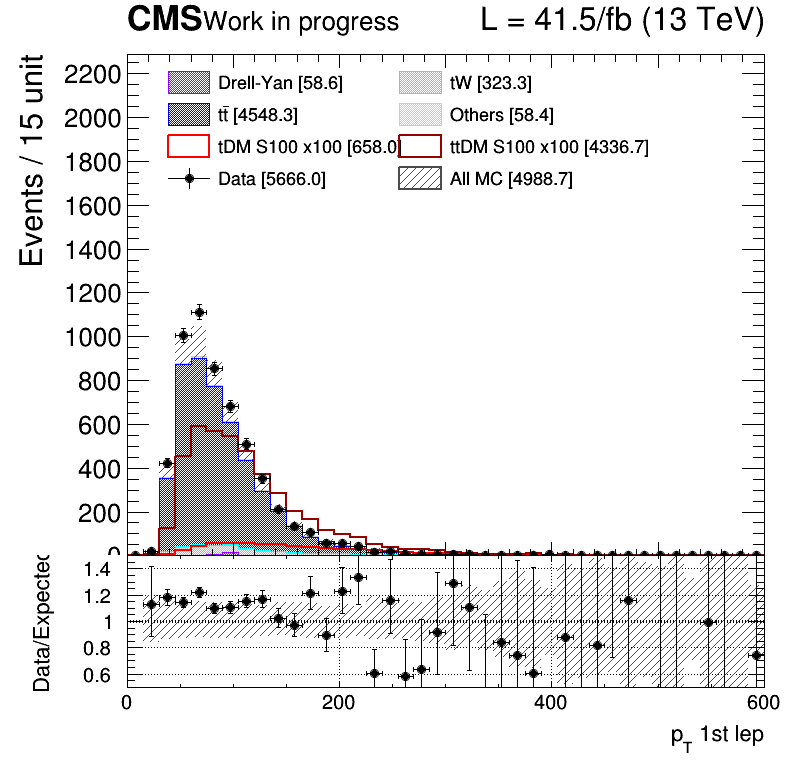 CMS Work in progress L = 41.5/fb (13 TeV)
Events / 15 unit
2200
2000
1800
1600
1400
1200
1000
800
600
400
200
0
Drell-Yan [58.6] tW [323.3]
tt̄ [4548.3] Others [58.4]
tDM S100 x100 [658.0] ttDM S100 x100 [4336.7]
Data [5666.0] All MC [4988.7]
Data/Expected
1.4
1.2
1
0.8
0.6
0 200 400 600
pT 1st lep